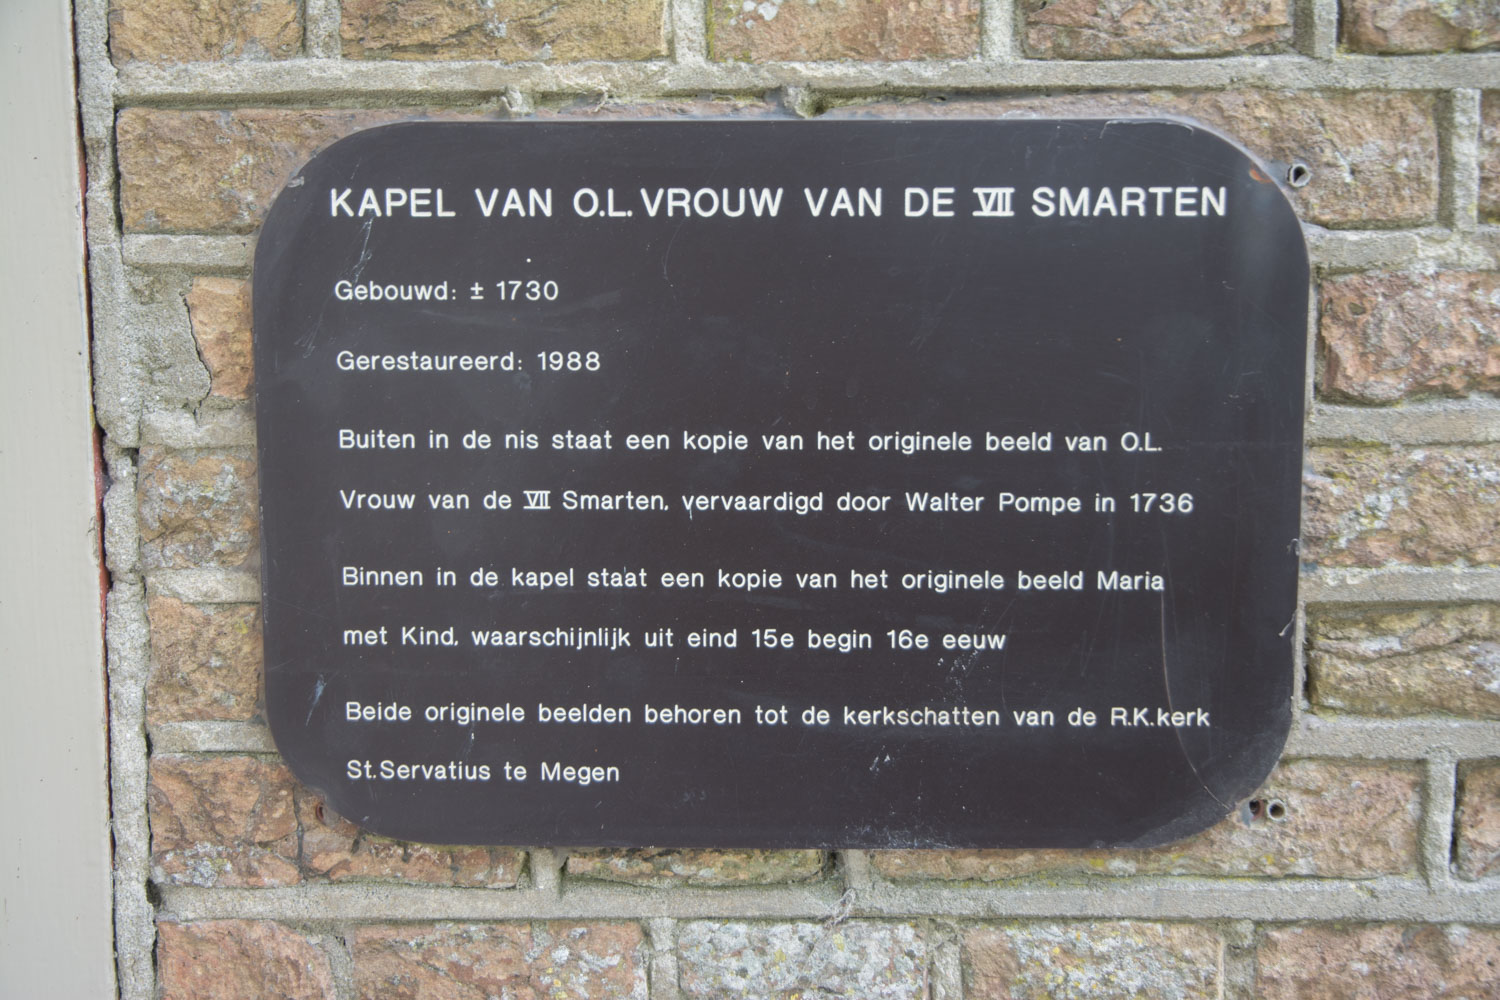 KAPEL VAN O.L. VROUW VAN DE VII SMARTEN
Gebouwd: ± 1730
Gerestaureerd: 1988
Buiten in de nis staat een kopie van het originele beeld van O.L.
Vrouw van de VII Smarten, vervaardigd door Walter Pompe in 1736
Binnen in de kapel staat een kopie van het originele beeld Maria
met Kind, waarschijnlijk uit eind 15e begin 16e eeuw
Beide originele beelden behoren tot de kerkschatten van de R.K.kerk
St.Servatius te Megen